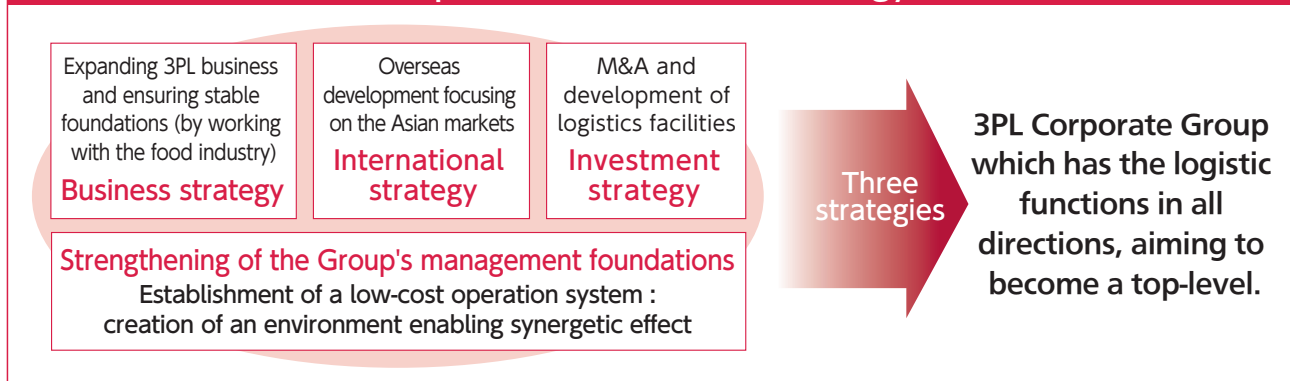 Expanding 3PL business
and ensuring stable
foundations (by working
with the food industry)
Business strategy
Overseas
development focusing
on the Asian markets
International
strategy
M&A and
development of
logistics facilities
Investment
strategy
Strengthening of the Group's management foundations
Establishment of a low-cost operation system :
creation of an environment enabling synergetic effect
Three
strategies
3PL Corporate Group
which has the logistic
functions in all
directions, aiming to
become a top-level.